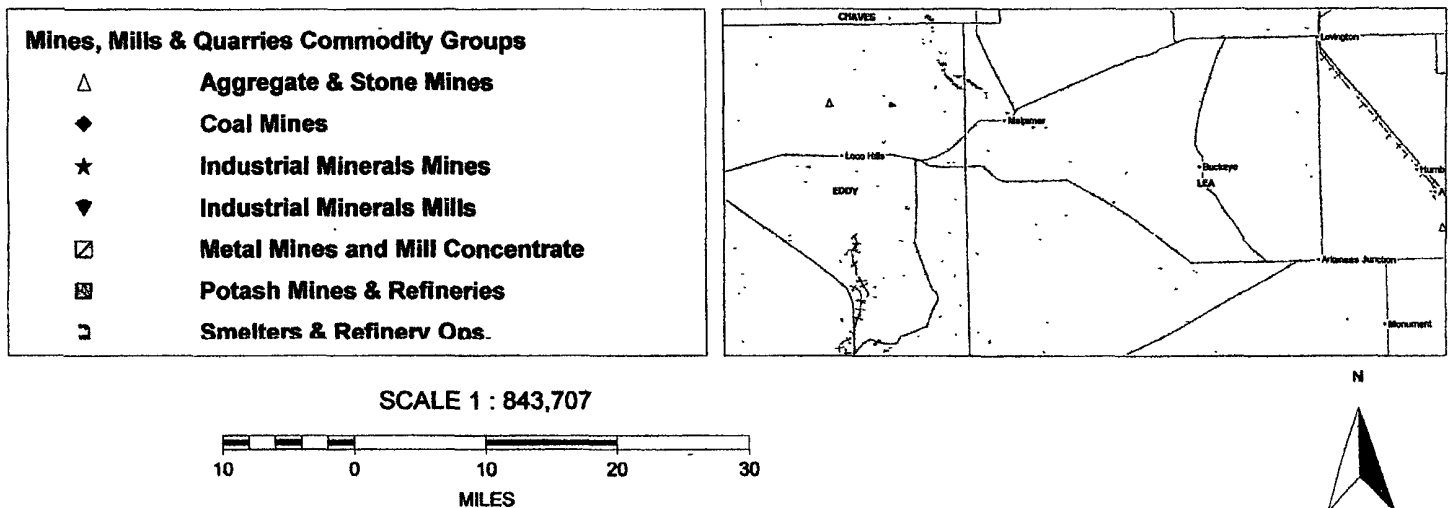 Mines, Mills & Quarries Commodity Groups
Aggregate & Stone Mines
Coal Mines
Industrial Minerals Mines
Industrial Minerals Mills
Metal Mines and Mill Concentrate
Potash Mines & Refineries
Smelters & Refinery Ops.
CHAVES
Lovington
Maljamar
Loco Hills
Buckeye
Humb
LEA
EDDY
A
Arkansas Junction
Monument
SCALE 1 : 843,707
10 0 10 20 30
MILES
N